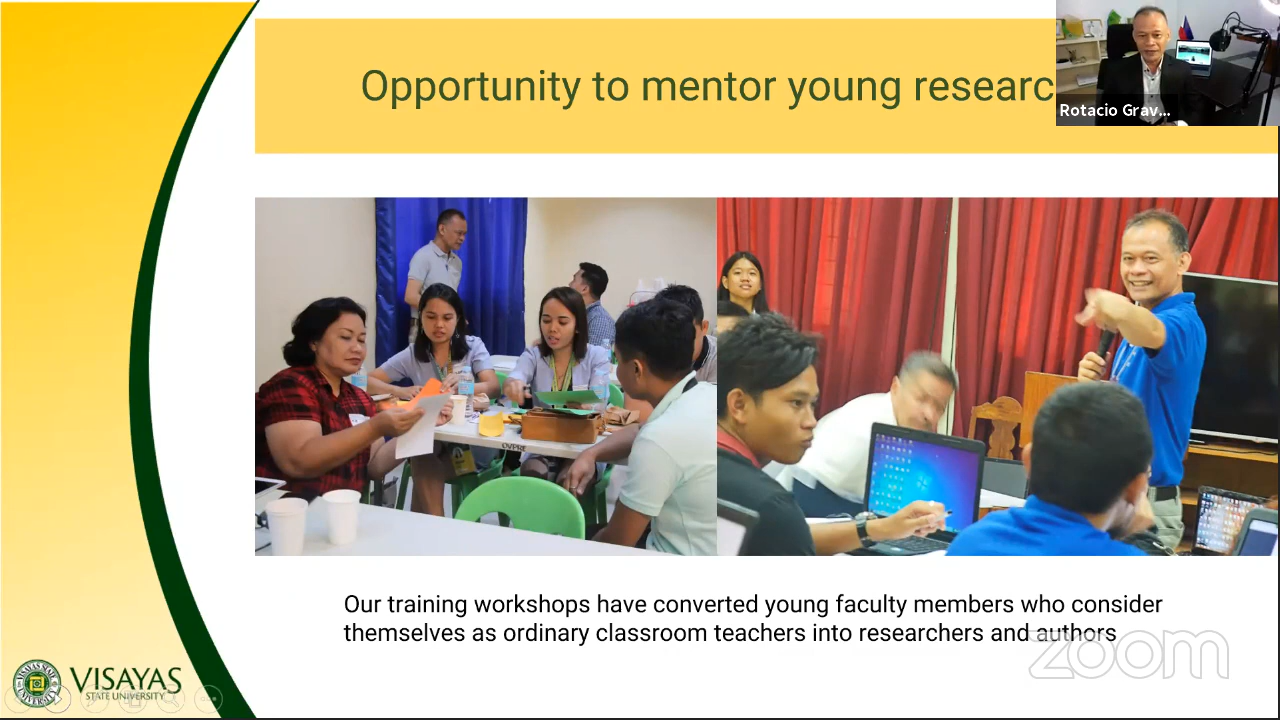 Opportunity to mentor young researc
Rotacio Grav...
Our training workshops have converted young faculty members who consider
themselves as ordinary classroom teachers into researchers and authors
zoom
VISAYAS
STATE UNIVERSITY